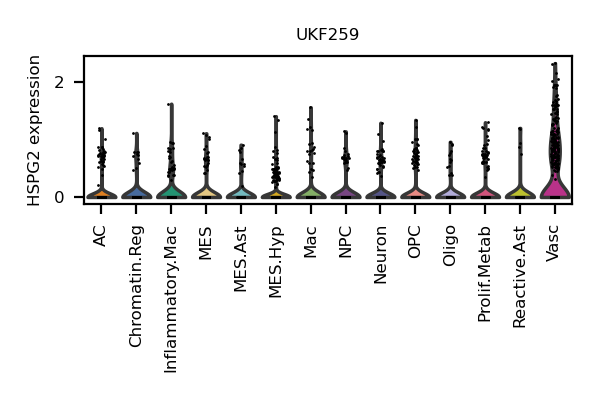 UKF259
HSPG2 expression
2
0
AC
Chromatin.Reg
Inflammatory.Mac
MES
MES.Ast
MES.Hyp
Mac
NPC
Neuron
OPC
Oligo
Prolif.Metab
Reactive.Ast
Vasc